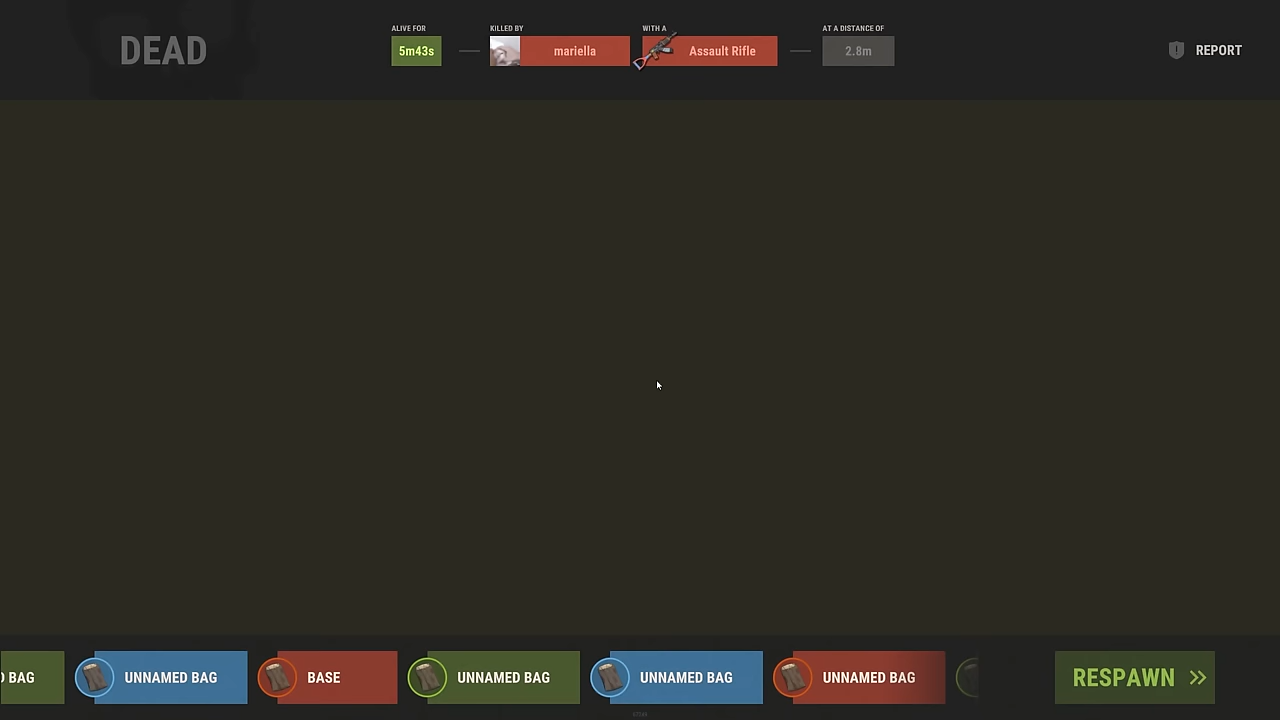 DEAD
ALIVE FOR
5m43s
KILLED BY
mariella
WITH A
Assault Rifle
AT A DISTANCE OF
2.8m
REPORT
BAG
UNNAMED BAG
BASE
UNNAMED BAG
UNNAMED BAG
UNNAMED BAG
RESPAWN